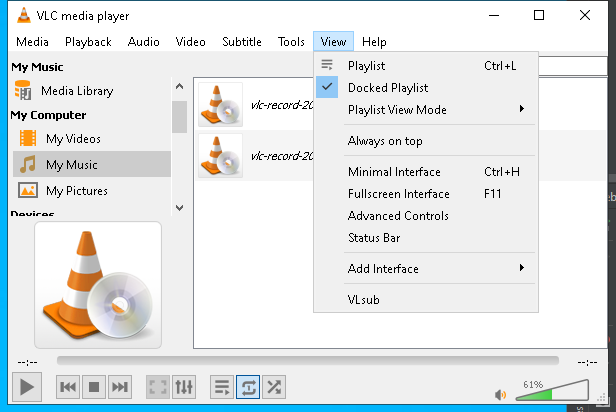 VLC media player
Media Playback Audio Video Subtitle Tools View Help
My Music
Media Library
My Computer
My Videos
My Music
My Pictures
Devices
vlc-record-20
vlc-record-20
Playlist Ctrl+L
Docked Playlist
Playlist View Mode
Always on top
Minimal Interface Ctrl+H
Fullscreen Interface F11
Advanced Controls
Status Bar
Add Interface
VLsub
--:-- --:--
61%